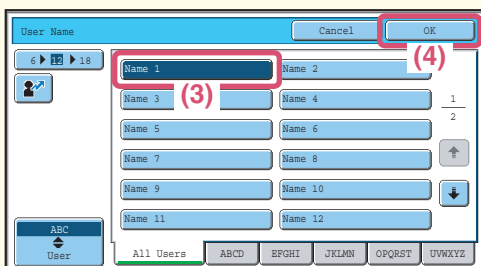 User Name
Cancel
OK
6 12 18
(4)
Name 1
Name 2
(3)
Name 3
Name 4
1
2
Name 5
Name 6
Name 7
Name 8
Name 9
Name 10
Name 11
Name 12
ABC
User
All Users
ABCD
EFGHI
JKLMN
OPQRST
UVWXYZ